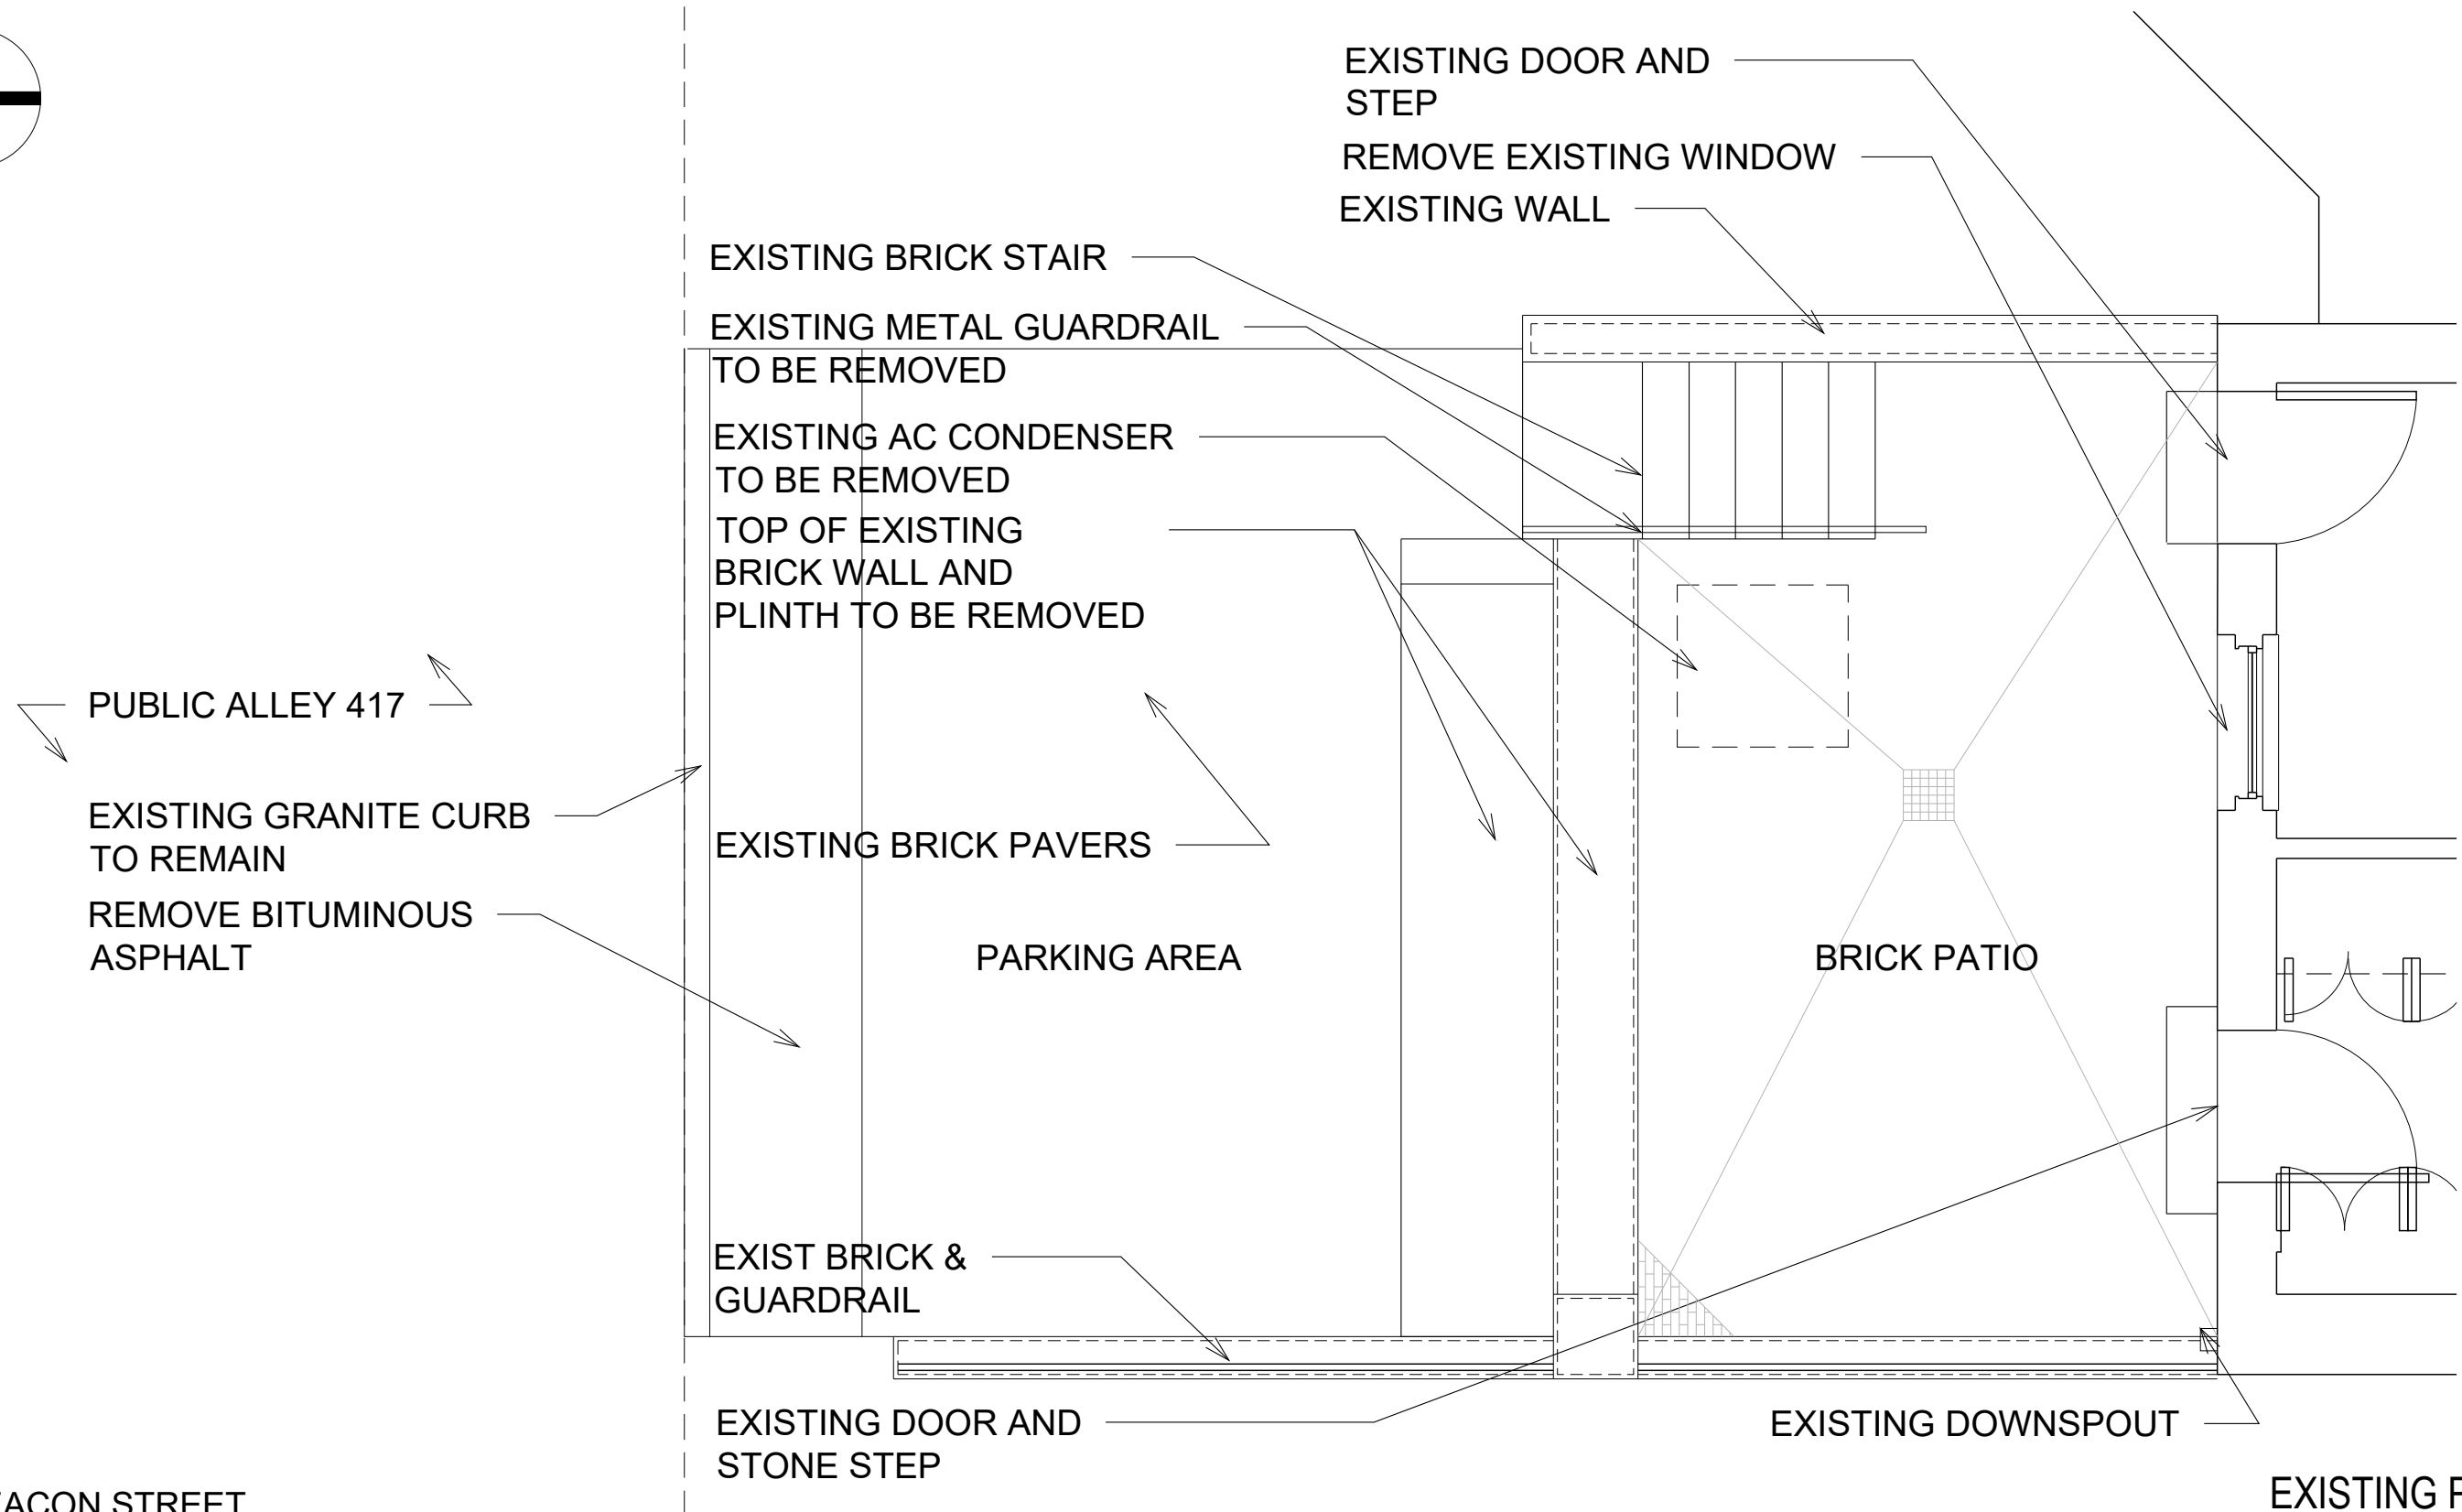 EXISTING DOOR AND
STEP
REMOVE EXISTING WINDOW
EXISTING WALL
EXISTING BRICK STAIR
EXISTING METAL GUARDRAIL
TO BE REMOVED
EXISTING AC CONDENSER
TO BE REMOVED
TOP OF EXISTING
BRICK WALL AND
PLINTH TO BE REMOVED
PUBLIC ALLEY 417
EXISTING GRANITE CURB
TO REMAIN
EXISTING BRICK PAVERS
REMOVE BITUMINOUS
ASPHALT
PARKING AREA
BRICK PATIO
EXIST BRICK &
GUARDRAIL
EXISTING DOOR AND
STONE STEP
EXISTING DOWNSPOUT
STREET
EXISTING